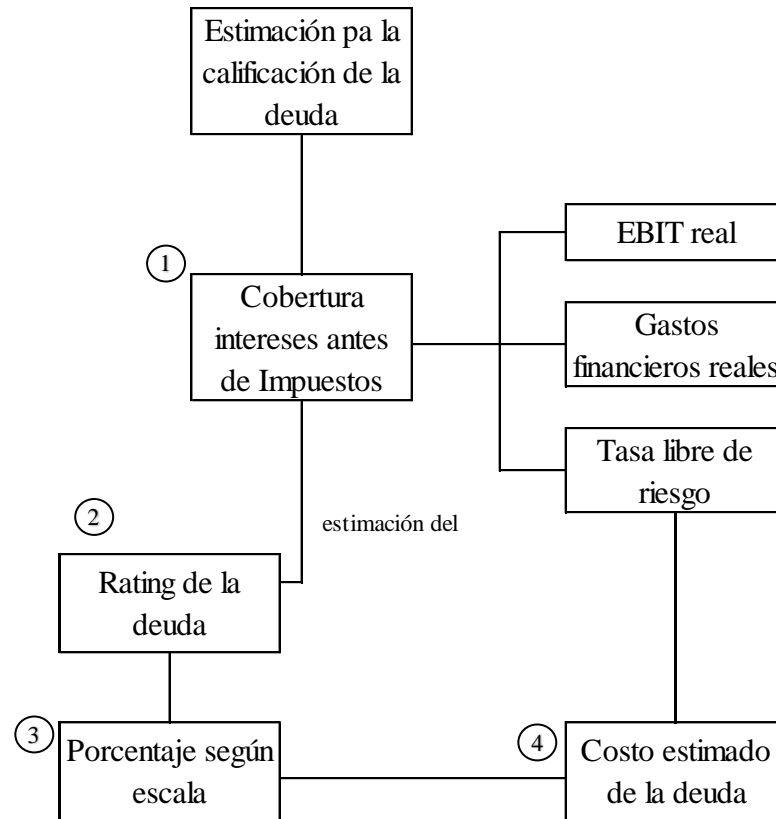 Estimación pa la
calificación de la
deuda
EBIT real
1
Cobertura
intereses antes
de Impuestos
Gastos
financieros reales
Tasa libre de
riesgo
2
estimación del
Rating de la
deuda
3
Porcentaje según
escala
4
Costo estimado
de la deuda